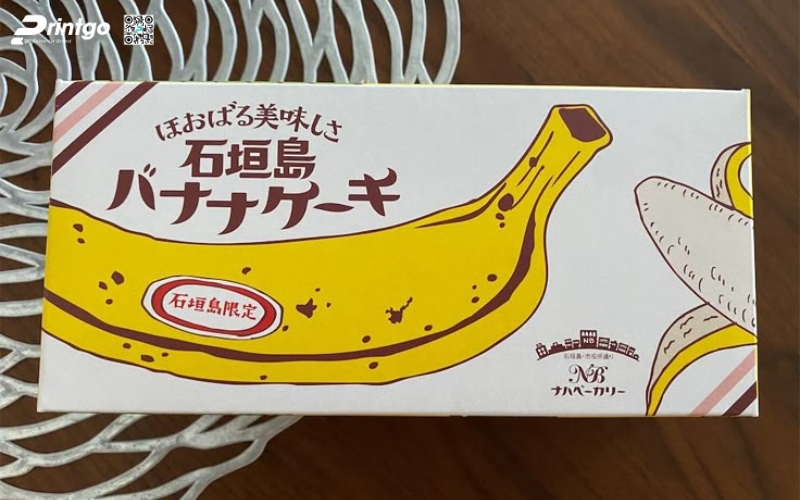 Printgo
ほおばる美味しさ
石垣島
バナナケーキ
石垣島限定
NB
石垣島・市役所通り
NB
ナハベーカリー